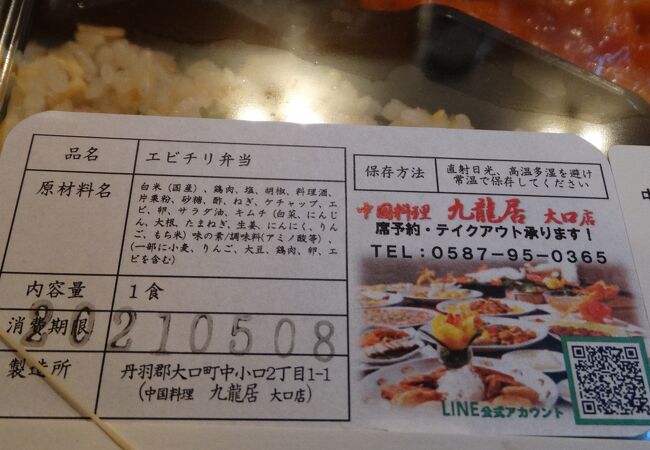 品名
エビチリ弁当
原材料名
白米(国産)、鶏肉、塩、胡椒、料理酒、
片栗粉、砂糖、酢、ねぎ、ケチャップ、エ
ビ、卵、サラダ油、キムチ(白菜、にんじ
ん、大根、たまねぎ、生姜、にんにく、りん
ご、もち米)味の素/調味料(アミノ酸等)、
(一部に小麦、りんご、大豆、鶏肉、卵、エ
ビを含む)
内容量
1食
消費期限
20210508
製造所
丹羽郡大口町中小口2丁目1-1
(中国料理 九龍居 大口店)
保存方法
直射日光、高温多湿を避け
常温で保存してください
中国料理 九龍居 大口店
席予約・テイクアウト承ります!
TEL:0587-95-0365
LINE公式アカウント